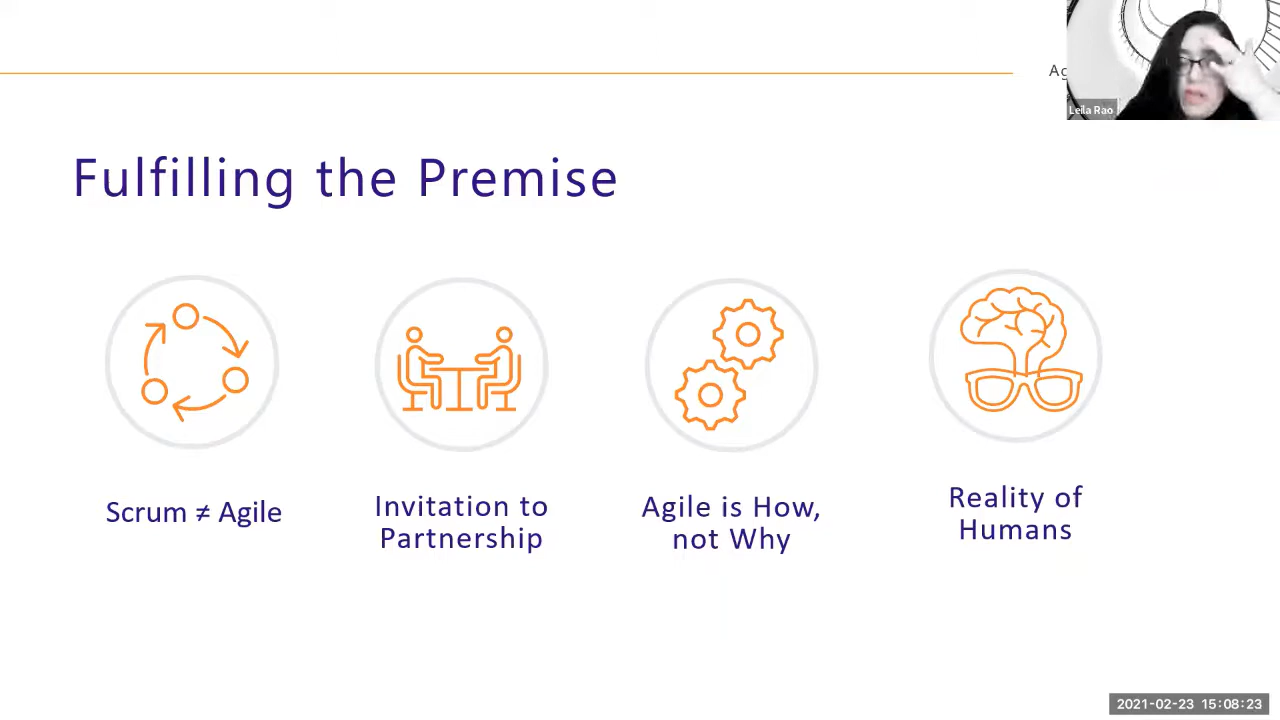 Ag
Leila Rao
Fulfilling the Premise
Scrum ≠ Agile
Invitation to
Partnership
Agile is How,
not Why
Reality of
Humans
2021-02-23 15:08:23